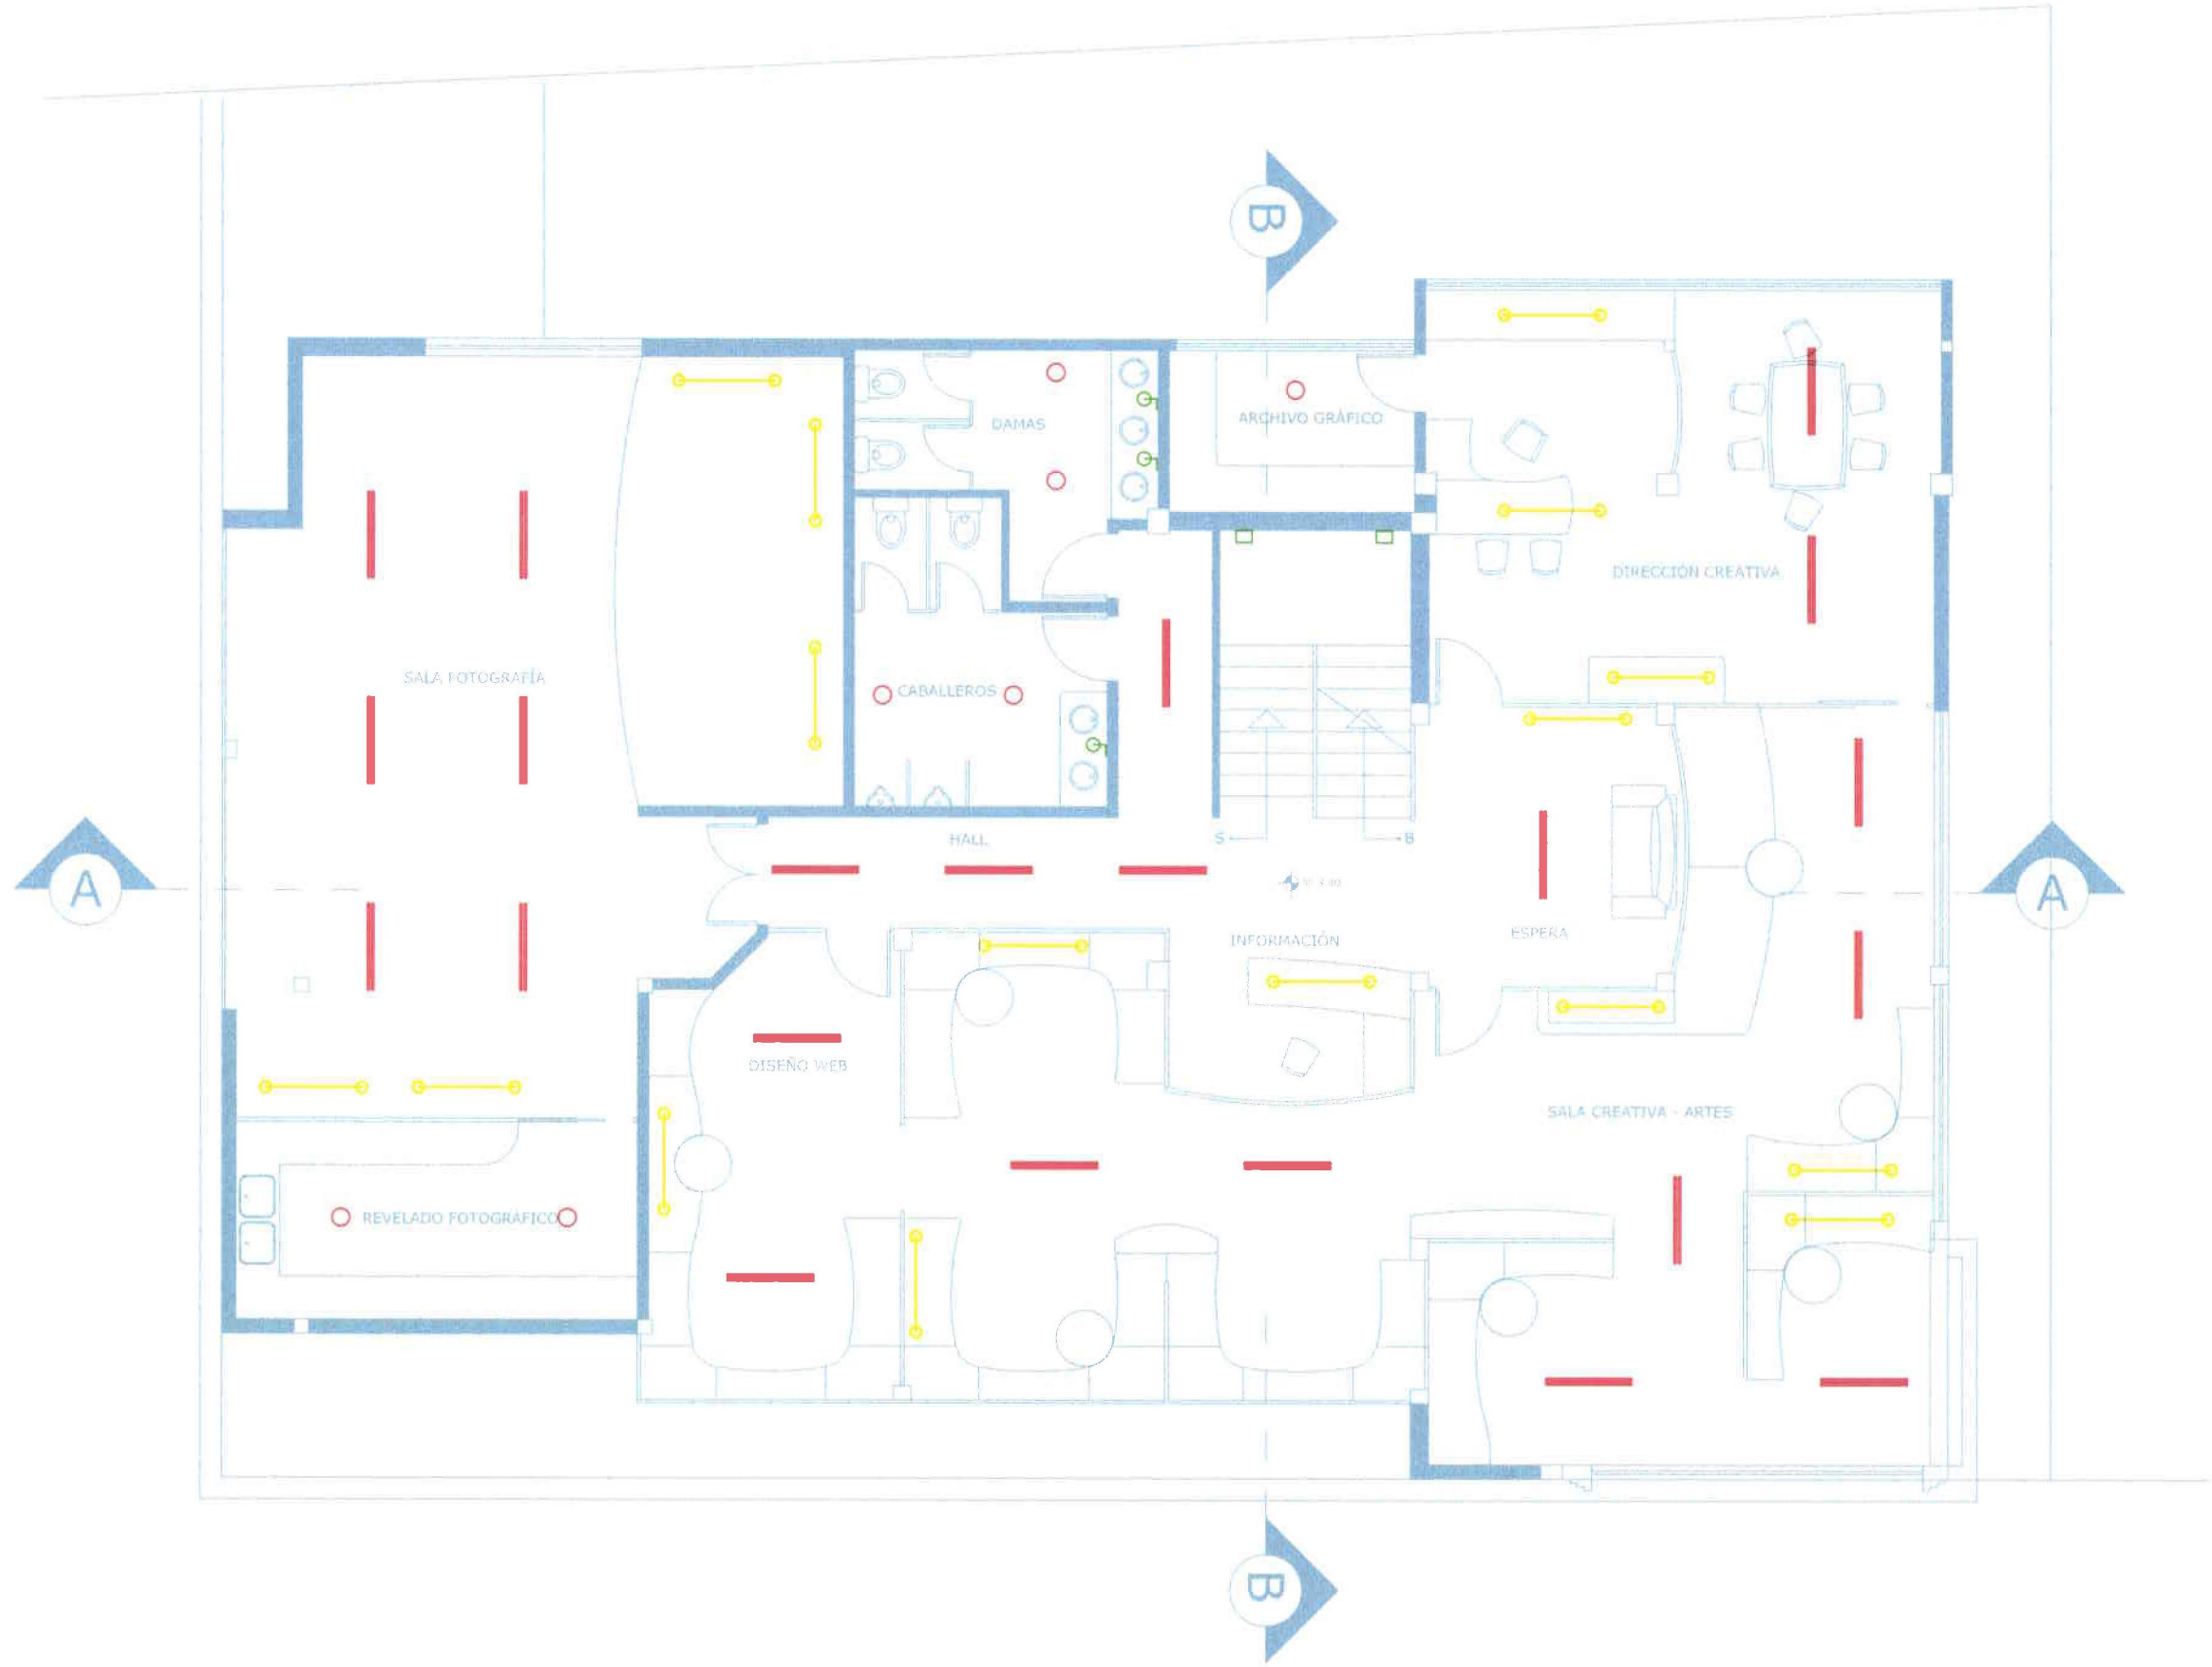 B
DAMAS
ARCHIVO GRÁFICO
DIRECCIÓN CREATIVA
SALA FOTOGRAFÍA
CABALLEROS
HALL
S
B
A
A
INFORMACIÓN
ESPERA
DISEÑO WEB
SALA CREATIVA - ARTES
REVELADO FOTOGRÁFICO
B